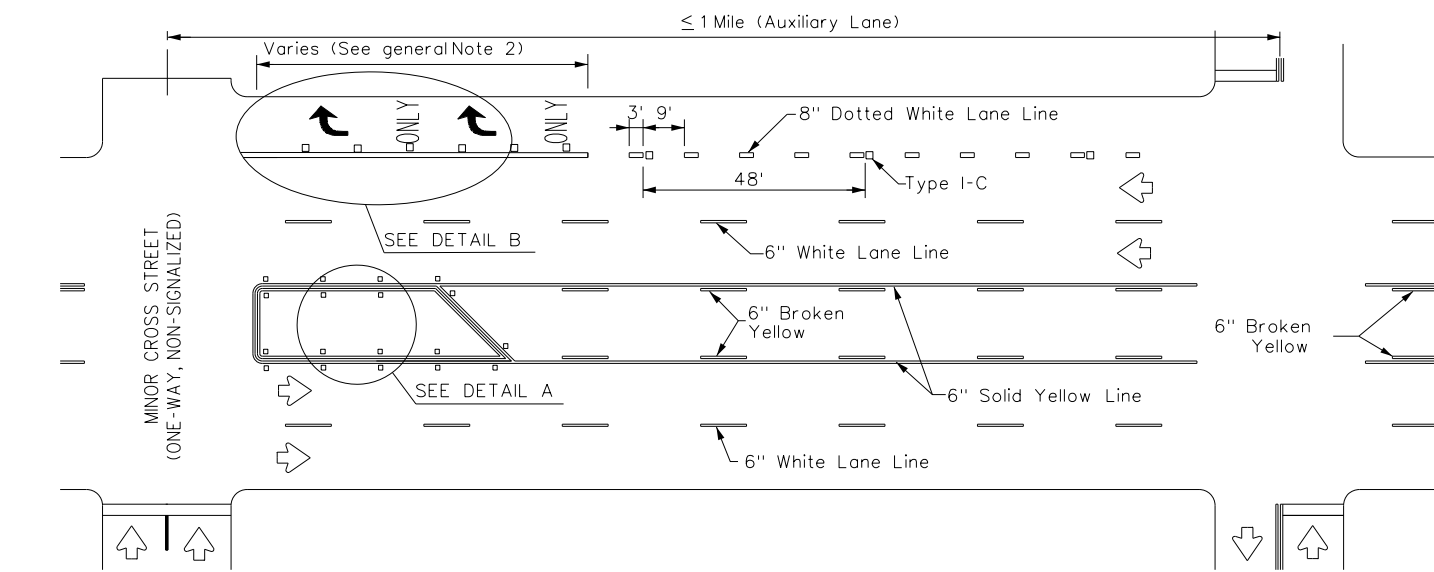 ≤ 1 Mile (Auxiliary Lane)
Varies (See general Note 2)
ONLY
ONLY
3'
9'
8" Dotted White Lane Line
48'
Type I-C
SEE DETAIL B
6" White Lane Line
MINOR CROSS STREET
(ONE-WAY, NON-SIGNALIZED)
6" Broken
Yellow
6" Broken
Yellow
SEE DETAIL A
6" Solid Yellow Line
6" White Lane Line